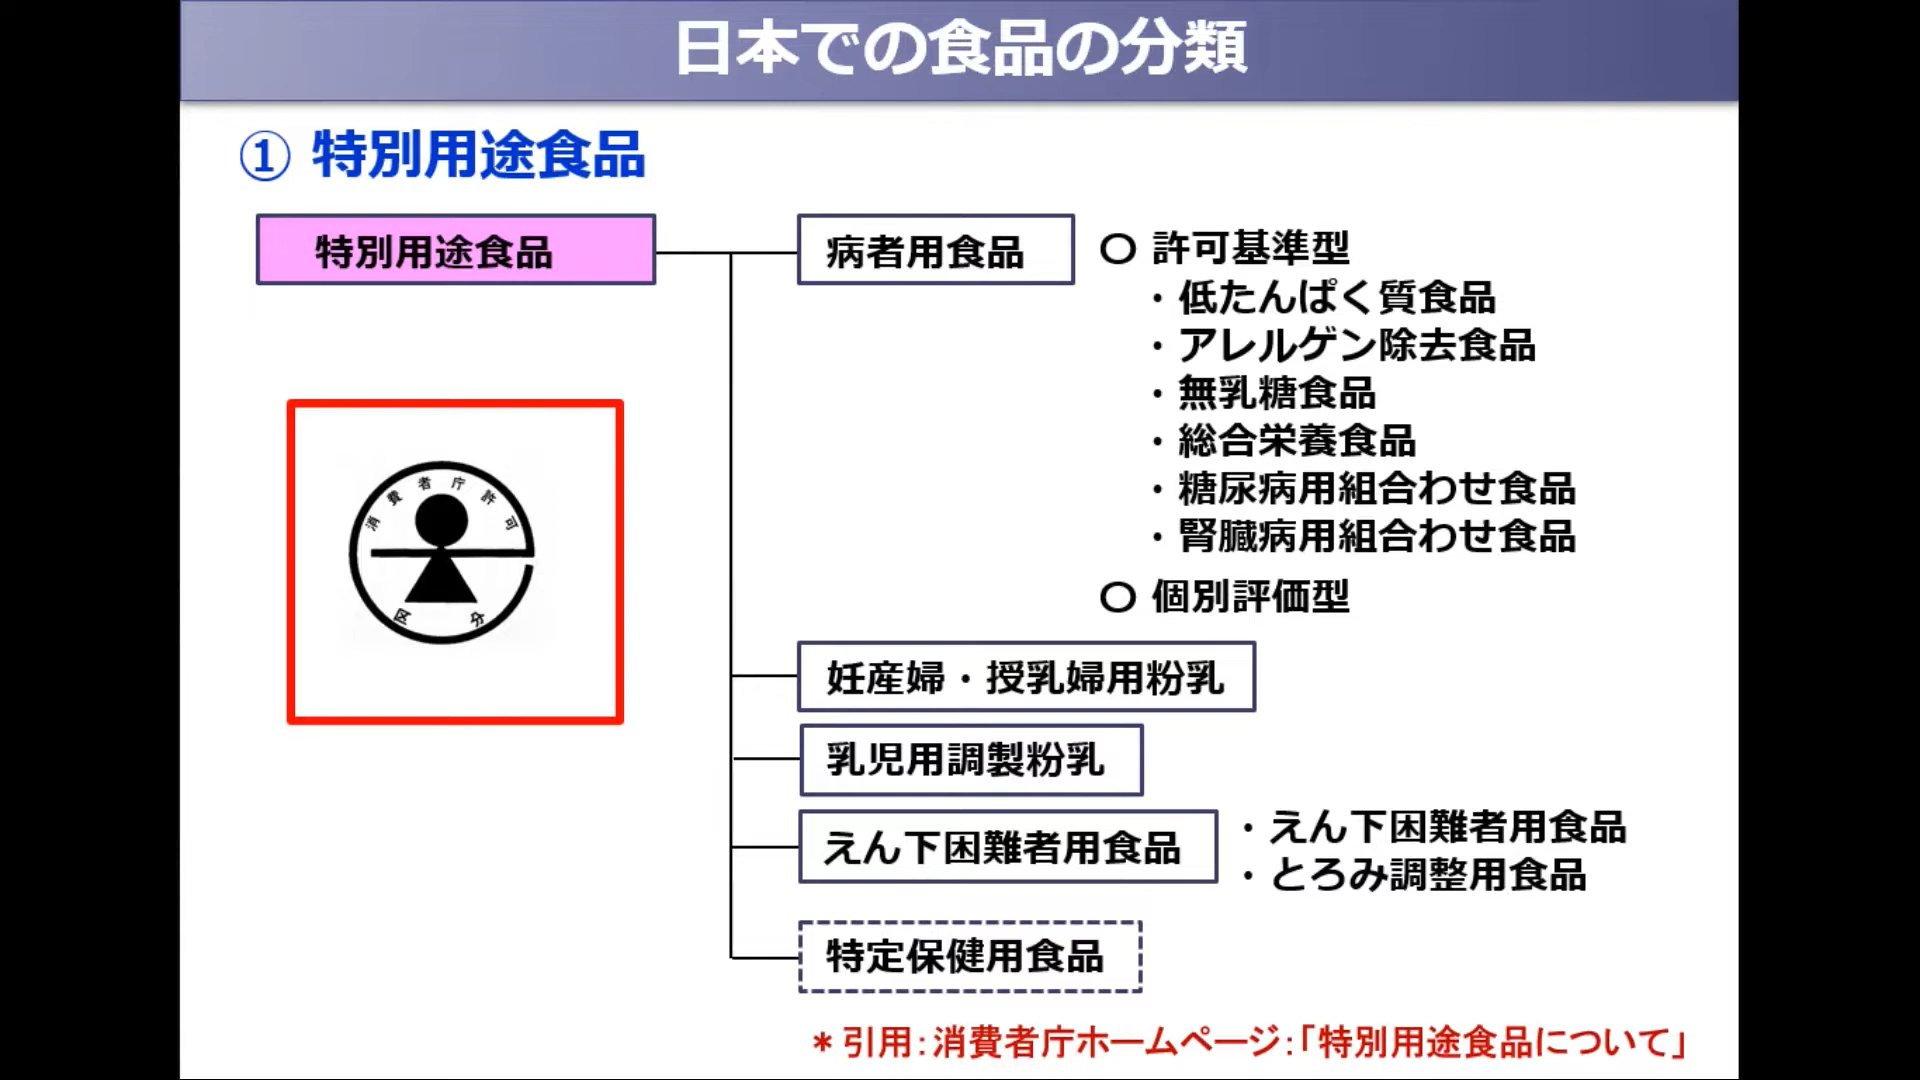 日本での食品の分類
① 特別用途食品
特別用途食品
病者用食品
〇 許可基準型
・低たんぱく質食品
・アレルゲン除去食品
・無乳糖食品
・総合栄養食品
・糖尿病用組合わせ食品
・腎臓病用組合わせ食品
〇 個別評価型
消費者庁許可
区分
妊産婦・授乳婦用粉乳
乳児用調製粉乳
えん下困難者用食品
・えん下困難者用食品
・とろみ調整用食品
特定保健用食品
＊引用：消費者庁ホームページ：「特別用途食品について」